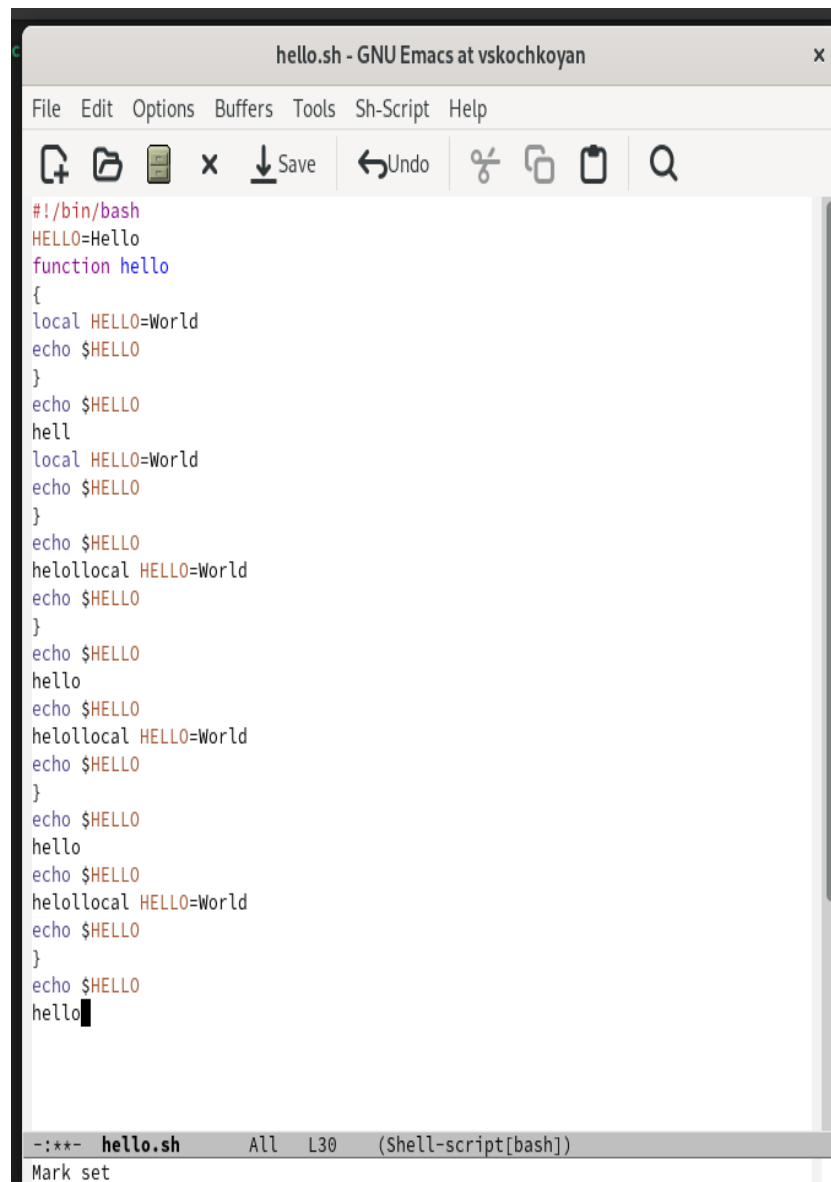 c
hello.sh - GNU Emacs at vskochkoyan x
File Edit Options Buffers Tools Sh-Script Help
Save Undo
#!/bin/bash
HELLO=Hello
function hello
{
local HELLO=World
echo $HELLO
}
echo $HELLO
hell
local HELLO=World
echo $HELLO
}
echo $HELLO
helollocal HELLO=World
echo $HELLO
}
echo $HELLO
hello
echo $HELLO
helollocal HELLO=World
echo $HELLO
}
echo $HELLO
hello
echo $HELLO
helollocal HELLO=World
echo $HELLO
}
echo $HELLO
hello
-:**- hello.sh All L30 (Shell-script[bash])
Mark set